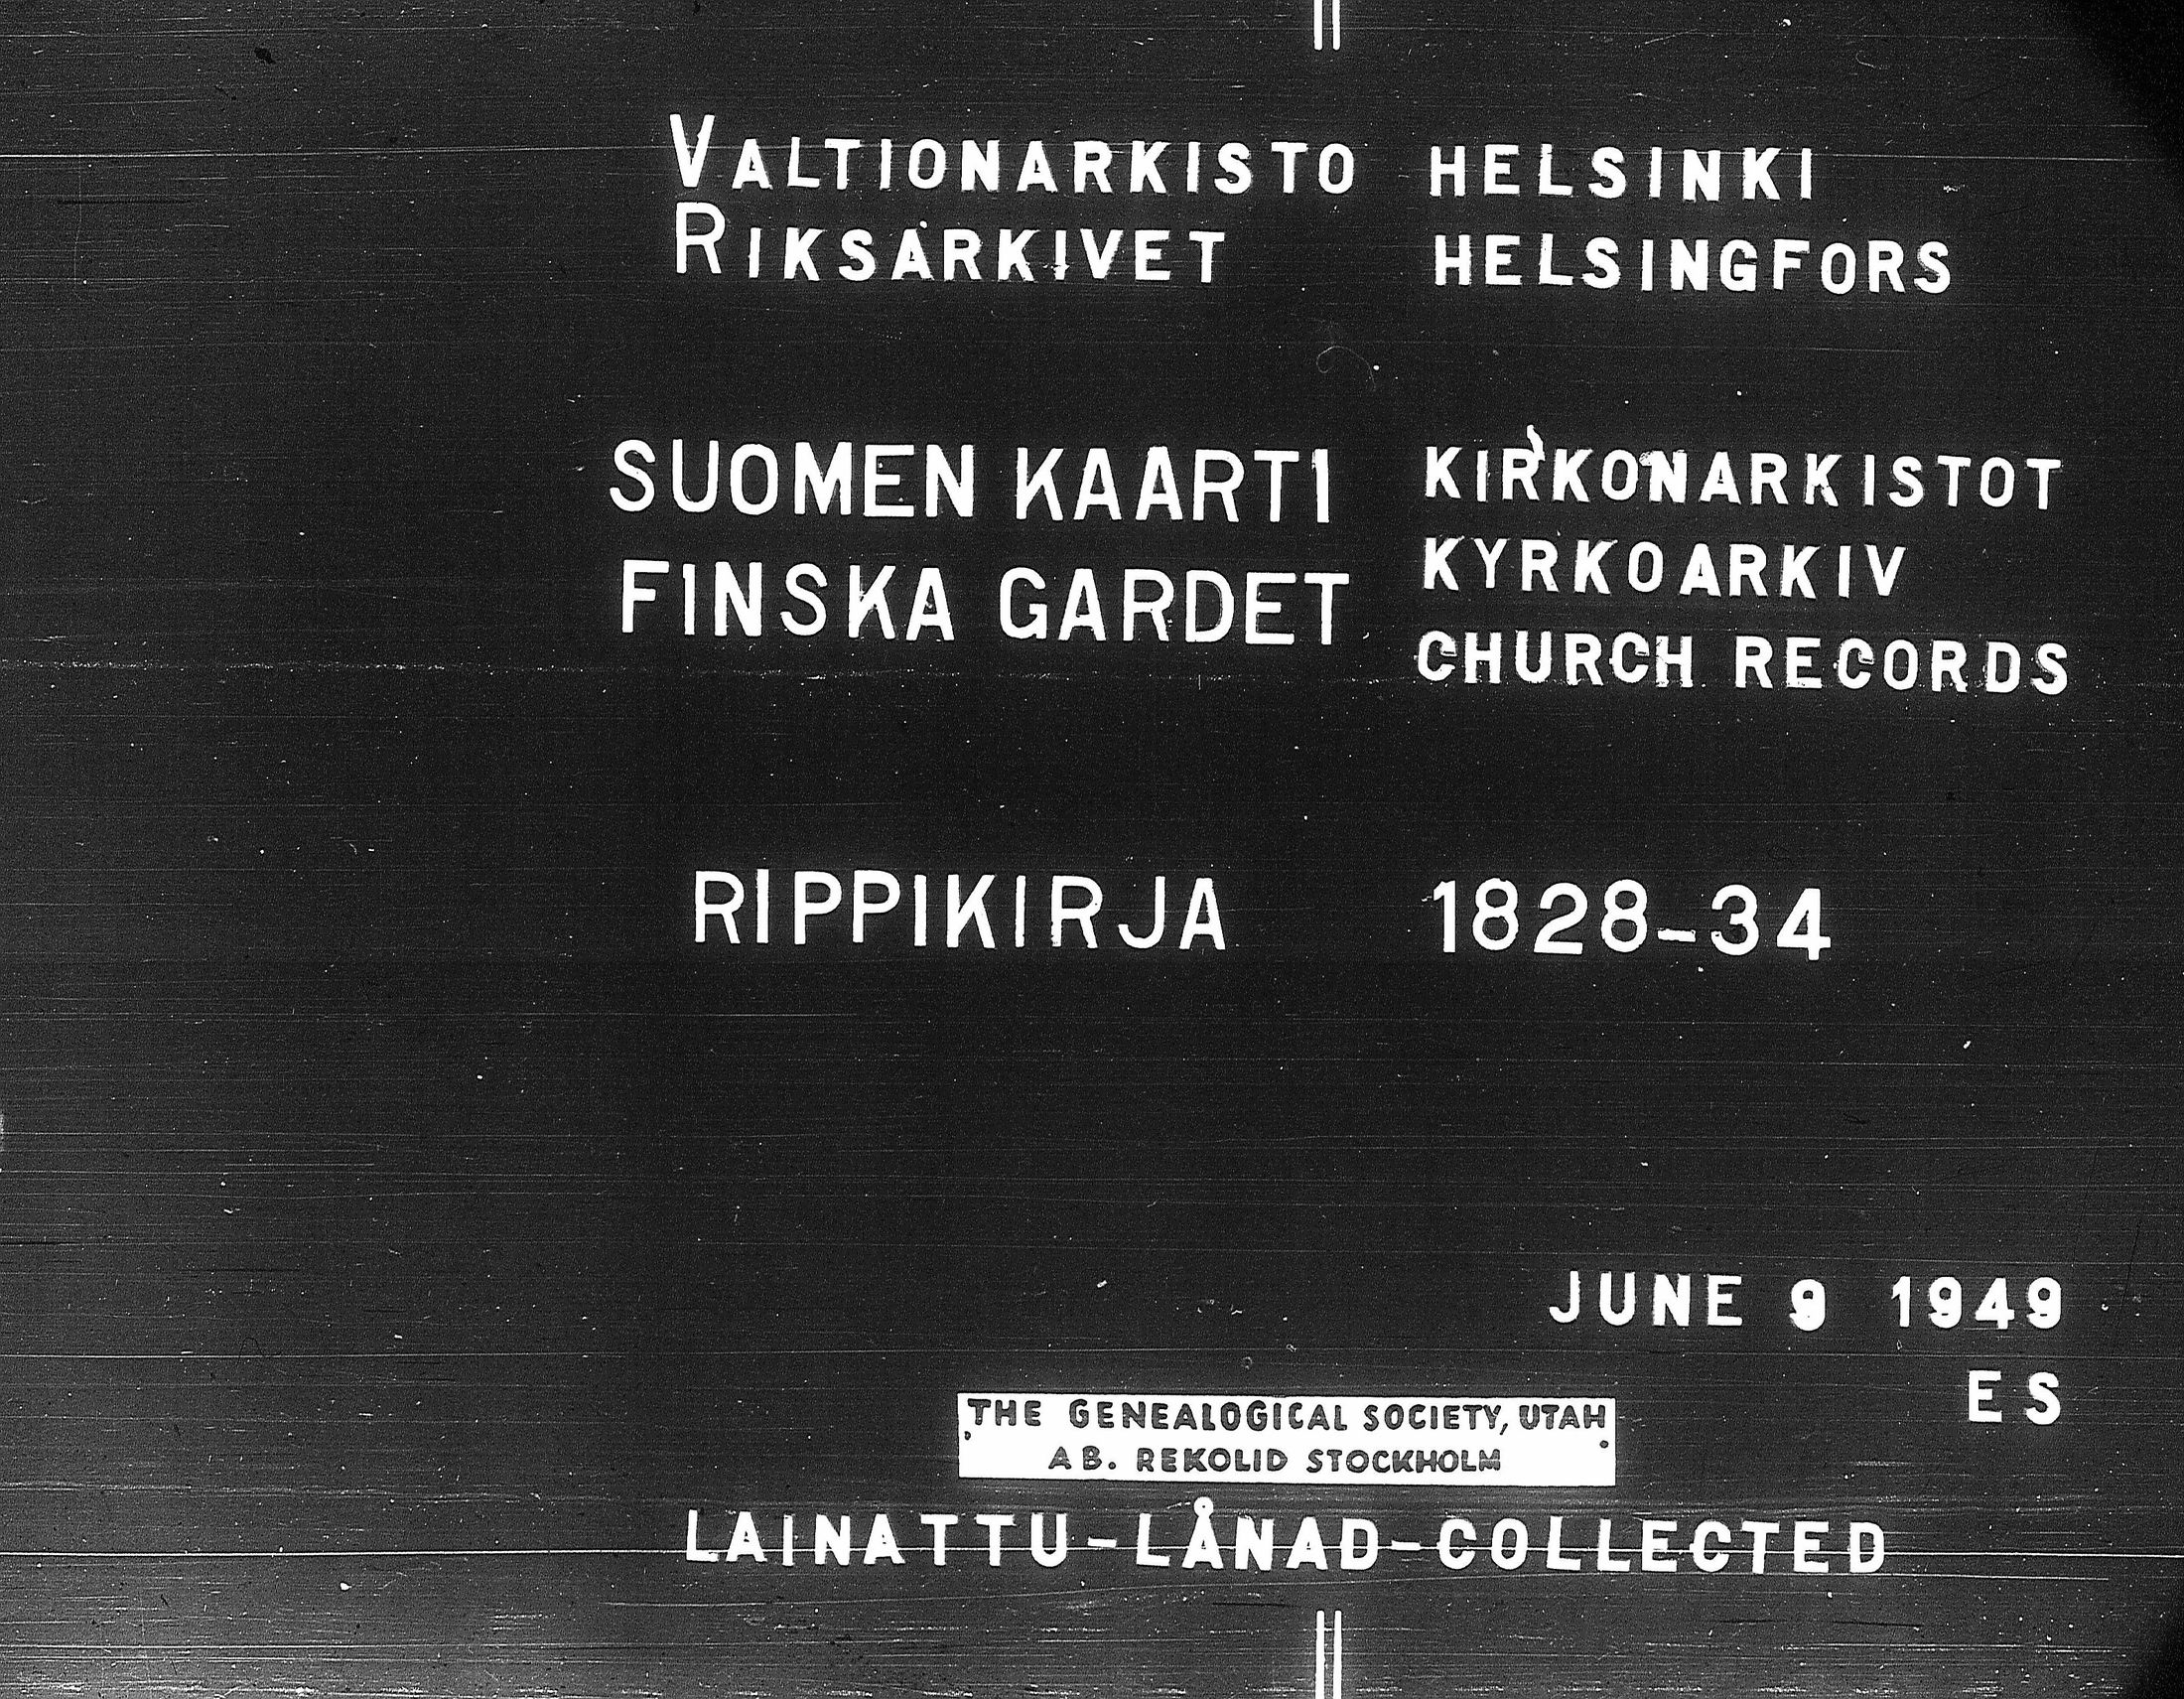 VALTIONARKISTO HELSINKI
RIKSARKIVET HELSINGFORS
SUOMEN KAARTI KIRKONARKISTOT
FINSKA GARDET KYRKOARKIV
CHURCH RECORDS
RIPPIKIRJA 1828-34
JUNE 9 1949
ES
THE GENEALOGICAL SOCIETY, UTAH
AB. REKOLID STOCKHOLM
LAINATTU-LÅNAD-COLLECTED